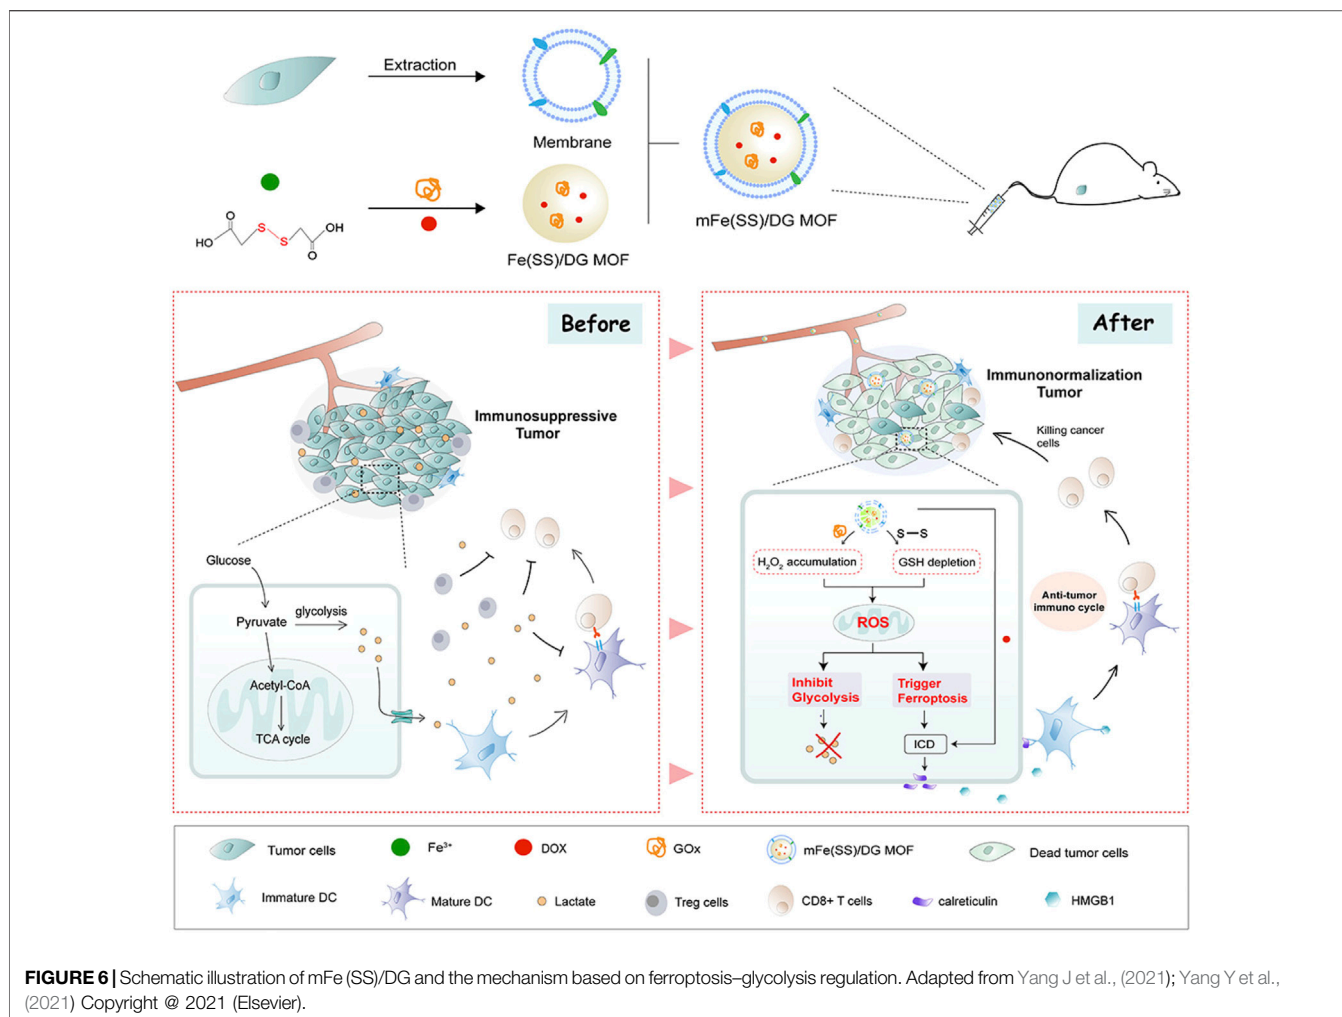 Extraction
Membrane
HO
O
S
S
O
OH
Fe(SS)/DG MOF
mFe(SS)/DG MOF
Before
Immunosuppressive
Tumor
Glucose
Pyruvate
glycolysis
Acetyl-CoA
TCA cycle
After
Immunonormalization
Tumor
Killing cancer
cells
S—S
H₂O₂ accumulation
GSH depletion
ROS
Inhibit
Glycolysis
Trigger
Ferroptosis
ICD
Anti-tumor
immuno cycle
Tumor cells
Fe³⁺
DOX
GOx
mFe(SS)/DG MOF
Dead tumor cells
Immature DC
Mature DC
Lactate
Treg cells
CD8+ T cells
calreticulin
HMGB1
FIGURE 6 | Schematic illustration of mFe (SS)/DG and the mechanism based on ferroptosis–glycolysis regulation. Adapted from Yang J et al., (2021); Yang Y et al.,
(2021) Copyright @ 2021 (Elsevier).